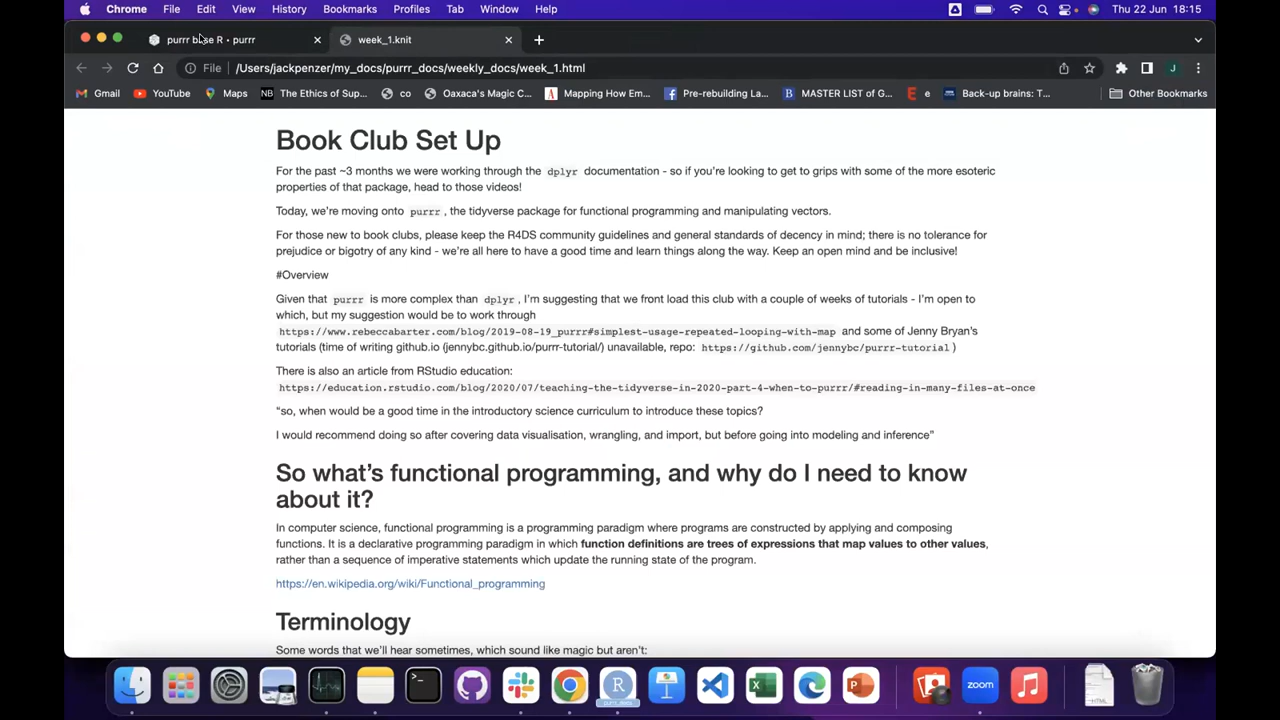 Chrome File Edit View History Bookmarks Profiles Tab Window Help Thu 22 Jun 18:15
purrr base R • purrr week_1.knit
File /Users/jackpenzer/my_docs/purrr_docs/weekly_docs/week_1.html J
Gmail YouTube Maps NB The Ethics of Sup... co Oaxaca's Magic C... A Mapping How Em... Pre-rebuilding La... B MASTER LIST of G... E e Back-up brains: T... Other Bookmarks
Book Club Set Up
For the past ~3 months we were working through the dplyr documentation - so if you're looking to get to grips with some of the more esoteric
properties of that package, head to those videos!
Today, we're moving onto purrr, the tidyverse package for functional programming and manipulating vectors.
For those new to book clubs, please keep the R4DS community guidelines and general standards of decency in mind; there is no tolerance for
prejudice or bigotry of any kind - we're all here to have a good time and learn things along the way. Keep an open mind and be inclusive!
#Overview
Given that purrr is more complex than dplyr, I'm suggesting that we front load this club with a couple of weeks of tutorials - I'm open to
which, but my suggestion would be to work through
https://www.rebeccabarter.com/blog/2019-08-19_purrr#simplest-usage-repeated-looping-with-map and some of Jenny Bryan's
tutorials (time of writing github.io (jennybc.github.io/purrr-tutorial/) unavailable, repo: https://github.com/jennybc/purrr-tutorial)
There is also an article from RStudio education:
https://education.rstudio.com/blog/2020/07/teaching-the-tidyverse-in-2020-part-4-when-to-purrr/#reading-in-many-files-at-once
“so, when would be a good time in the introductory science curriculum to introduce these topics?
I would recommend doing so after covering data visualisation, wrangling, and import, but before going into modeling and inference”
So what's functional programming, and why do I need to know
about it?
In computer science, functional programming is a programming paradigm where programs are constructed by applying and composing
functions. It is a declarative programming paradigm in which function definitions are trees of expressions that map values to other values,
rather than a sequence of imperative statements which update the running state of the program.
https://en.wikipedia.org/wiki/Functional_programming
Terminology
Some words that we'll hear sometimes, which sound like magic but aren't:
R X zoom P